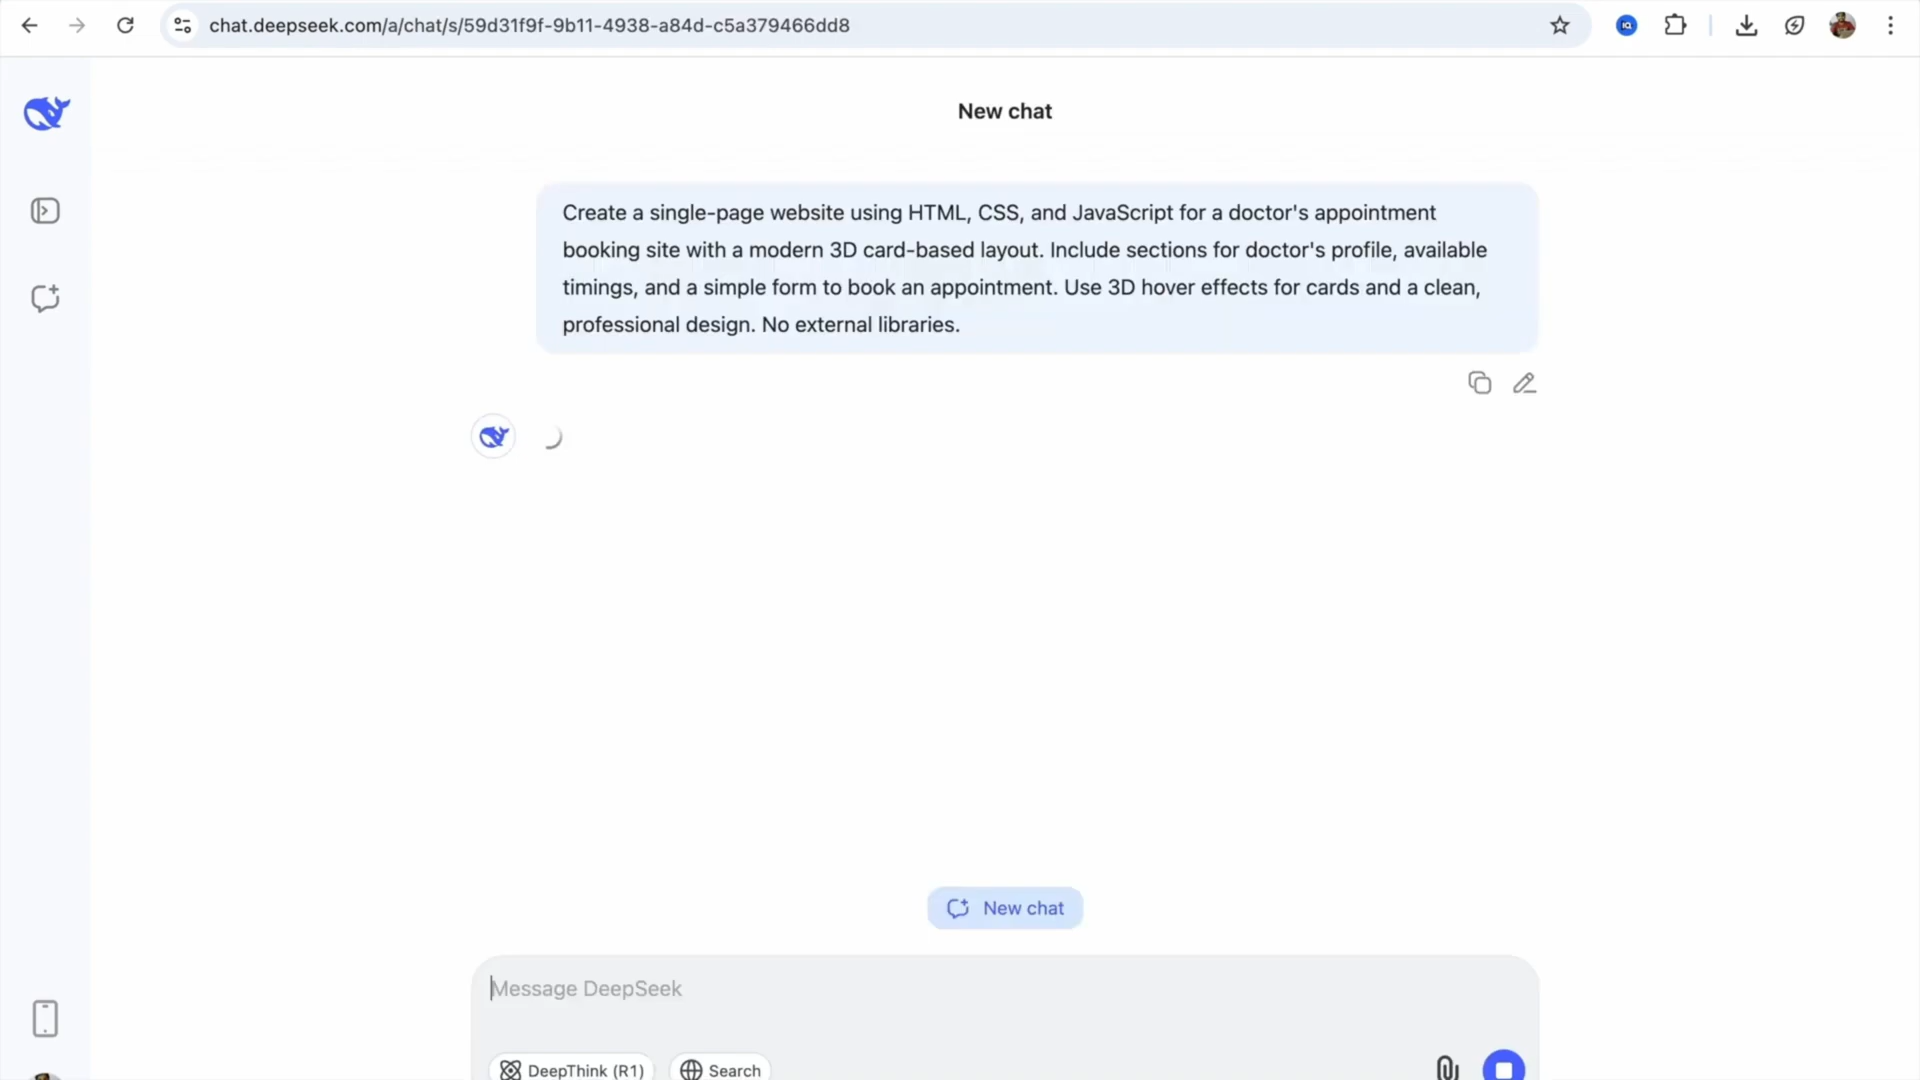 chat.deepseek.com/a/chat/s/59d31f9f-9b11-4938-a84d-c5a379466dd8
New chat
Create a single-page website using HTML, CSS, and JavaScript for a doctor's appointment
booking site with a modern 3D card-based layout. Include sections for doctor's profile, available
timings, and a simple form to book an appointment. Use 3D hover effects for cards and a clean,
professional design. No external libraries.
New chat
Message DeepSeek
DeepThink (R1)
Search